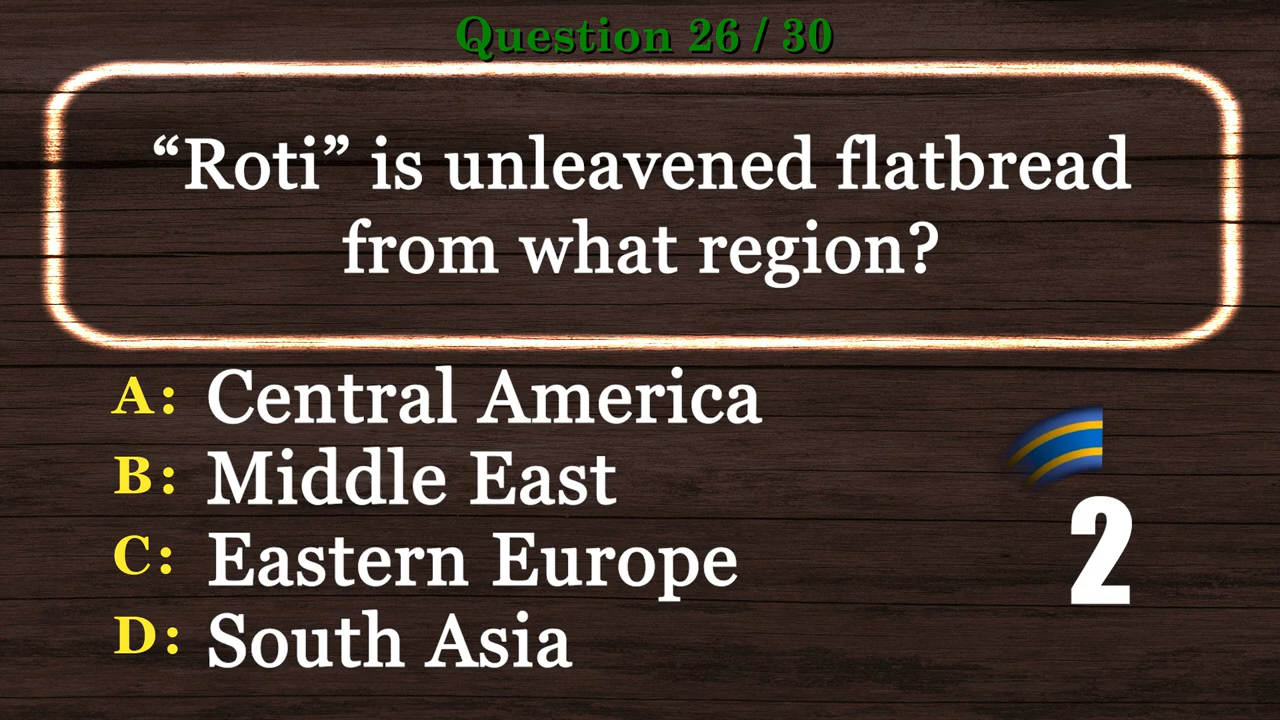 Question 26 / 30
“Roti” is unleavened flatbread
from what region?
A: Central America
B: Middle East
C: Eastern Europe
D: South Asia
2